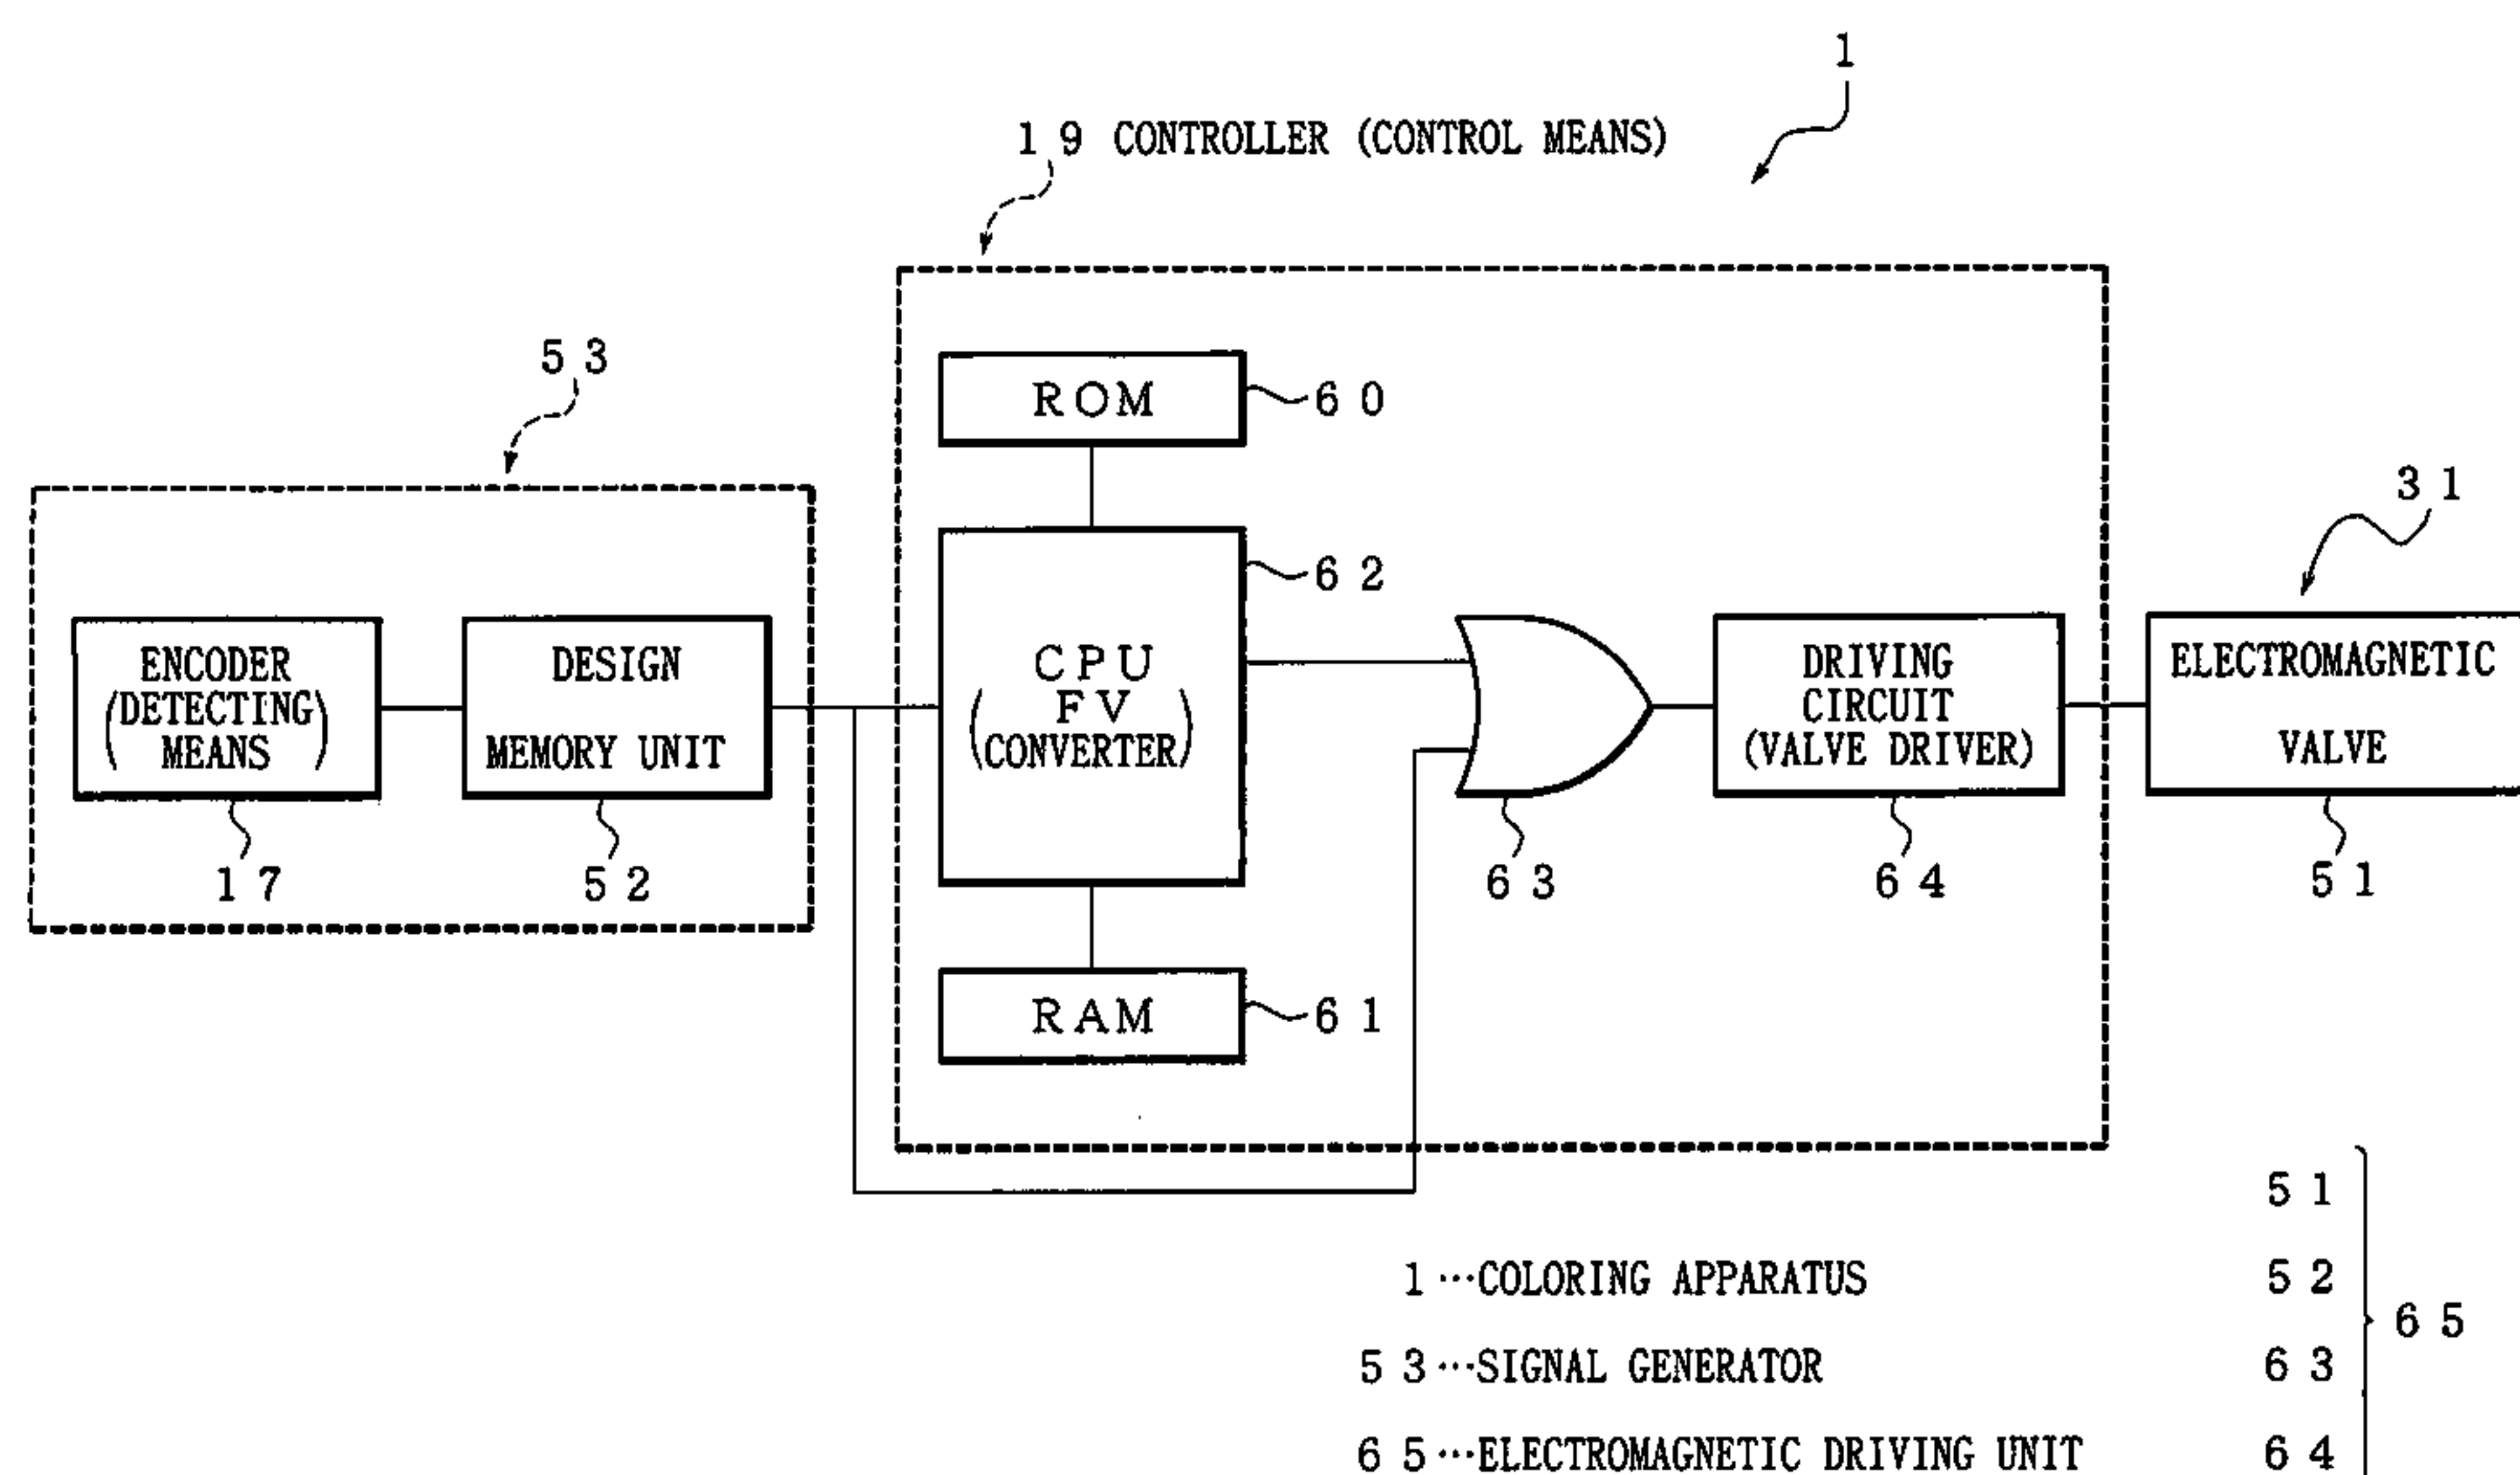 1
19 CONTROLLER (CONTROL MEANS)
53
ROM
60
31
62
ENCODER
(DETECTING
MEANS)
DESIGN
MEMORY UNIT
CPU
(FV
CONVERTER)
DRIVING
CIRCUIT
(VALVE DRIVER)
ELECTROMAGNETIC
VALVE
17
52
63
64
51
RAM
61
51
1…COLORING APPARATUS
52
65
53…SIGNAL GENERATOR
63
65…ELECTROMAGNETIC DRIVING UNIT
64